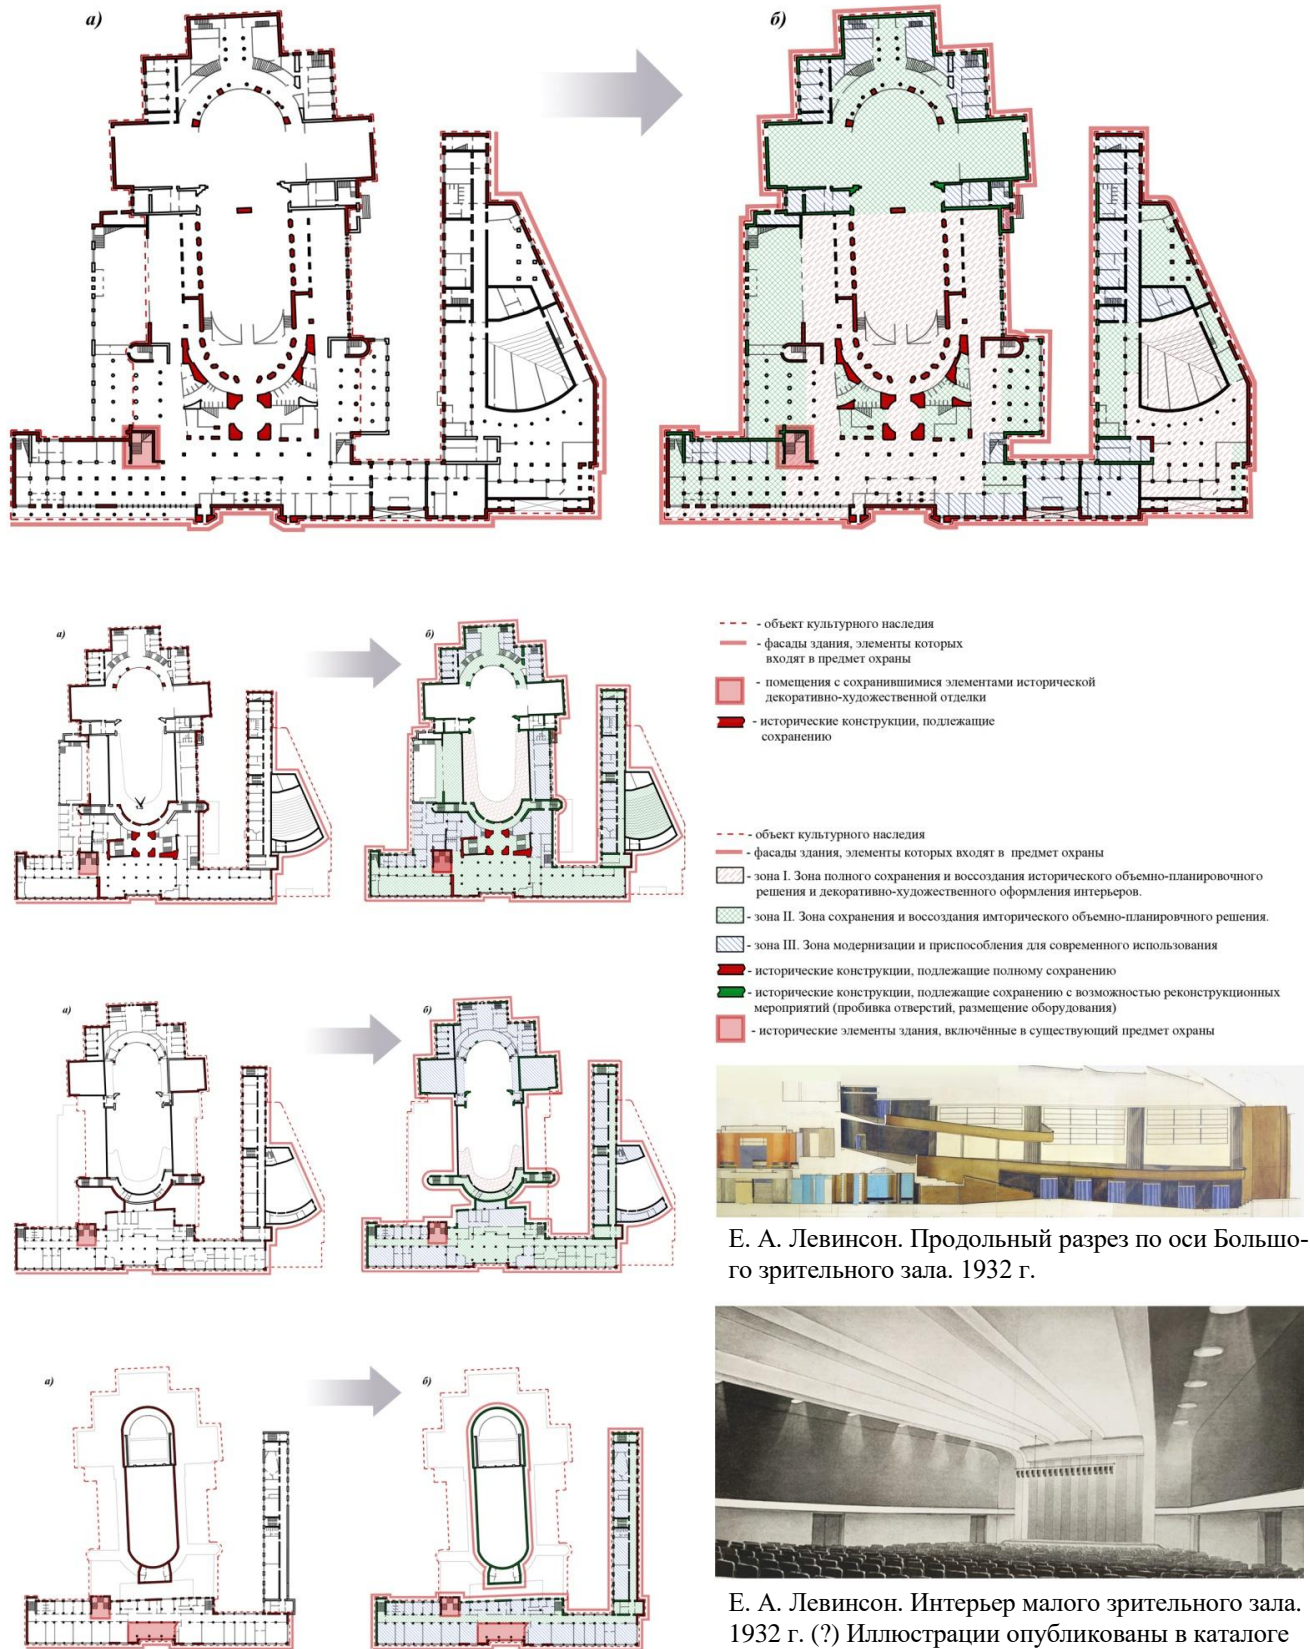 а)
б)
а)
б)
- объект культурного наследия
- фасады здания, элементы которых
входят в предмет охраны
- помещения с сохранившимися элементами исторической
декоративно-художественной отделки
- исторические конструкции, подлежащие
сохранению
- объект культурного наследия
- фасады здания, элементы которых входят в предмет охраны
- зона I. Зона полного сохранения и воссоздания исторического объемно-планировочного
решения и декоративно-художественного оформления интерьеров.
- зона II. Зона сохранения и воссоздания имторического объемно-планировчного решения.
- зона III. Зона модернизации и приспособления для современного использования
- исторические конструкции, подлежащие полному сохранению
- исторические конструкции, подлежащие сохранению с возможностью реконструкционных
мероприятий (пробивка отверстий, размещение оборудования)
- исторические элементы здания, включённые в существующий предмет охраны
а)
б)
Е. А. Левинсон. Продольный разрез по оси Большо-
го зрительного зала. 1932 г.
а)
б)
Е. А. Левинсон. Интерьер малого зрительного зала.
1932 г. (?) Иллюстрации опубликованы в каталоге